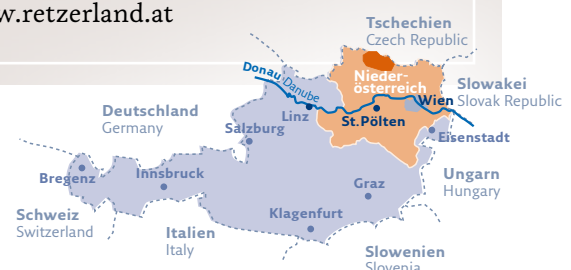 w.retzerland.at
Tschechien
Czech Republic
Donau Danube
Nieder-
österreich
Slowakei
Slovak Republic
Wien
Deutschland
Germany
Linz
St. Pölten
Salzburg
Eisenstadt
Bregenz
Innsbruck
Ungarn
Hungary
Graz
Schweiz
Switzerland
Klagenfurt
Italien
Italy
Slowenien
Slovenia